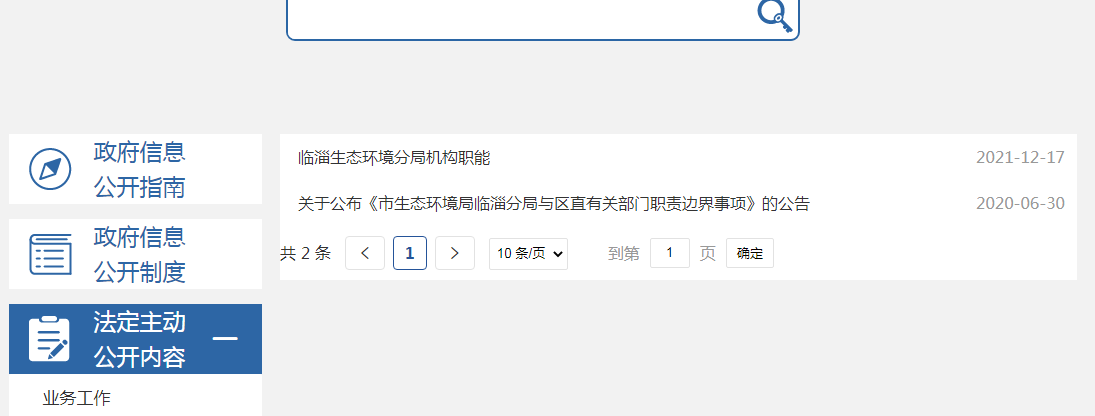 政府信息
公开指南
政府信息
公开制度
法定主动
公开内容
业务工作
临淄生态环境分局机构职能 2021-12-17
关于公布《市生态环境局临淄分局与区直有关部门职责边界事项》的公告 2020-06-30
共 2 条 1 10 条/页 到第 1 页 确定